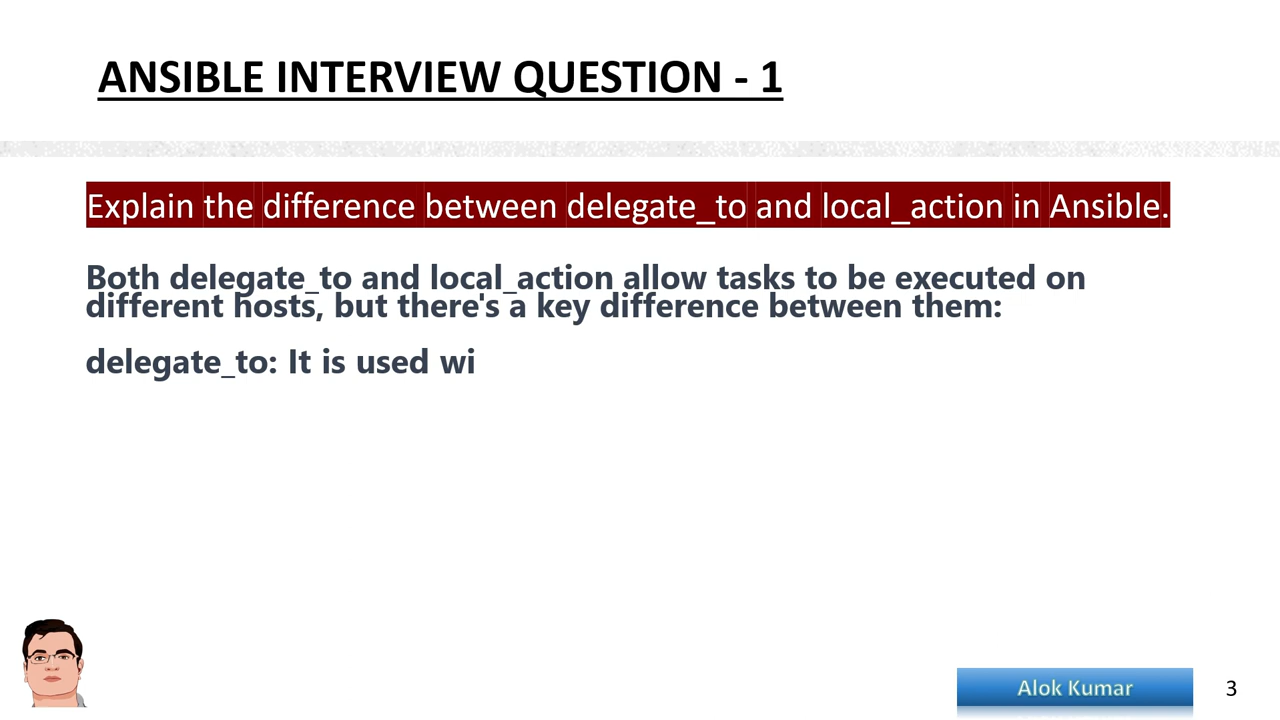 ANSIBLE INTERVIEW QUESTION - 1
Explain the difference between delegate_to and local_action in Ansible.
Both delegate_to and local_action allow tasks to be executed on
different hosts, but there's a key difference between them:
delegate_to: It is used wi
Alok Kumar
3